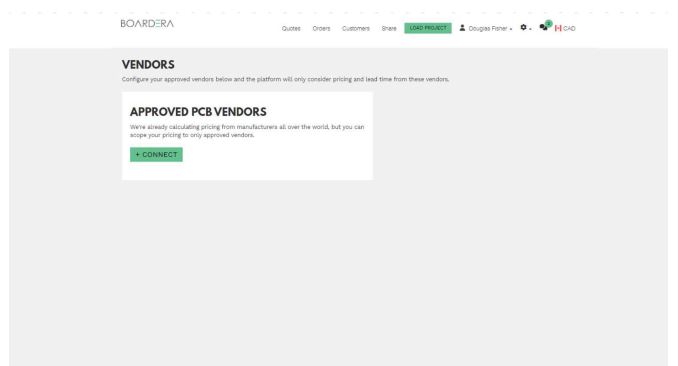 BOARDERA
Quotes Orders Customers Share LOAD PROJECT Douglas Fisher CAD
VENDORS
Configure your approved vendors below and the platform will only consider pricing and lead time from these vendors.
APPROVED PCB VENDORS
We're already calculating pricing from manufacturers all over the world, but you can
scope your pricing to only approved vendors.
+ CONNECT